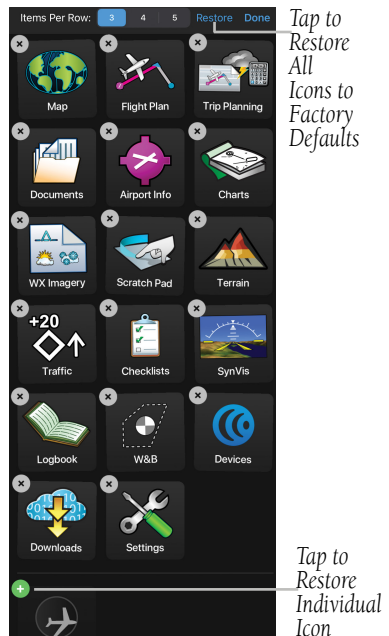 Items Per Row: 3 4 5 Restore Done
Tap to
Restore
All
Icons to
Factory
Defaults
Map
Flight Plan
Trip Planning
Documents
Airport Info
Charts
WX Imagery
Scratch Pad
Terrain
+20
Traffic
Checklists
SynVis
Logbook
W&B
Devices
Downloads
Settings
Tap to
Restore
Individual
Icon